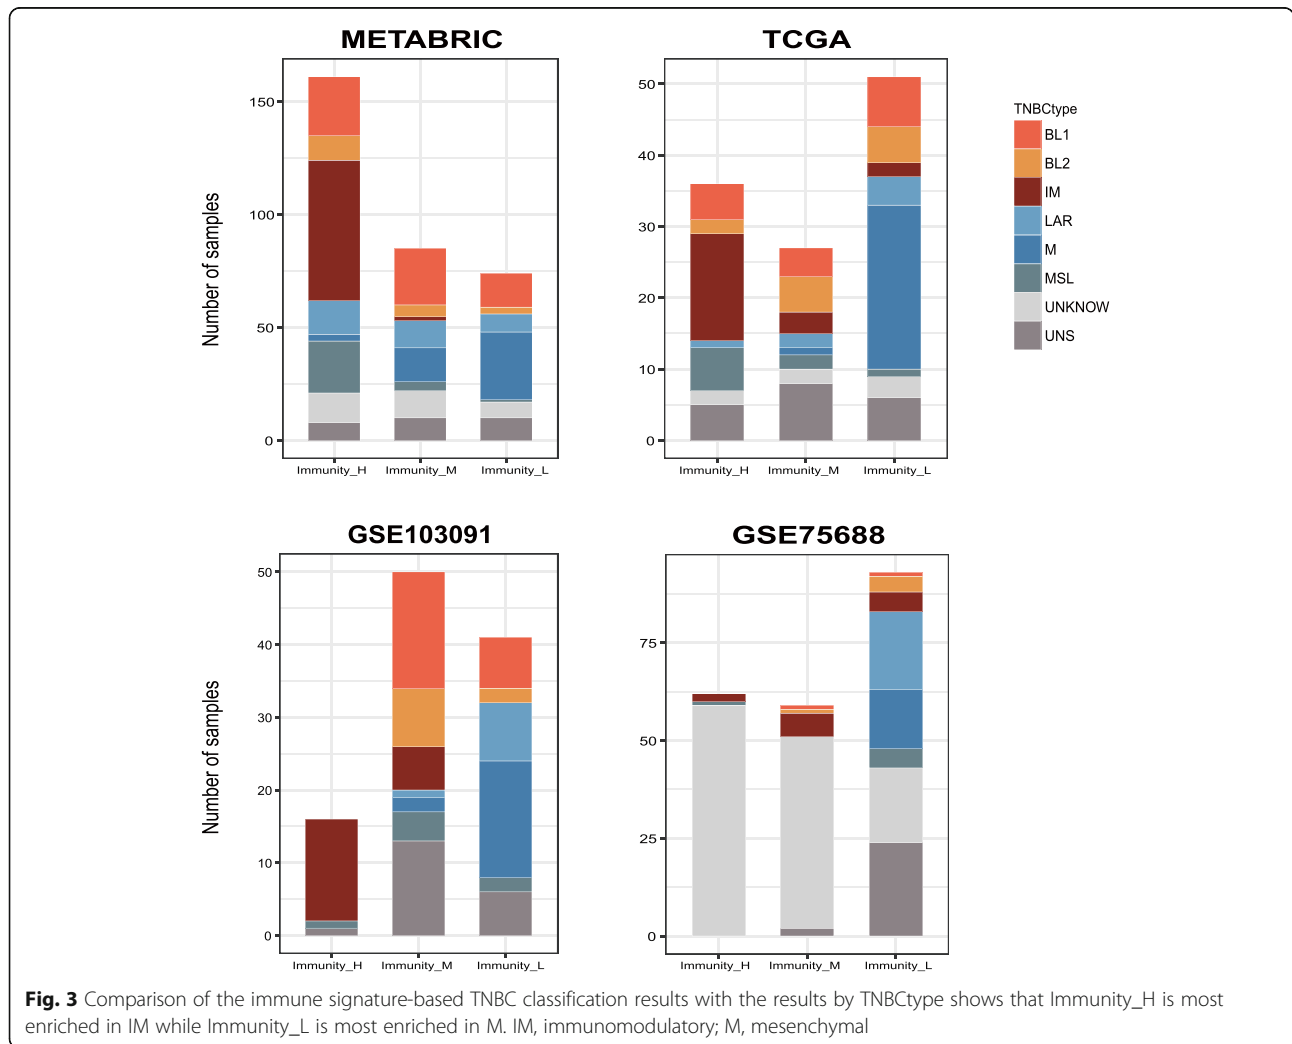 METABRIC
Number of samples
150
100
50
0
Immunity_H Immunity_M Immunity_L
TCGA
50
40
30
20
10
0
Immunity_H Immunity_M Immunity_L
TNBCtype
BL1
BL2
IM
LAR
M
MSL
UNKNOW
UNS
GSE103091
Number of samples
50
40
30
20
10
0
Immunity_H Immunity_M Immunity_L
GSE75688
75
50
25
0
Immunity_H Immunity_M Immunity_L
Fig. 3 Comparison of the immune signature-based TNBC classification results with the results by TNBCtype shows that Immunity_H is most
enriched in IM while Immunity_L is most enriched in M. IM, immunomodulatory; M, mesenchymal